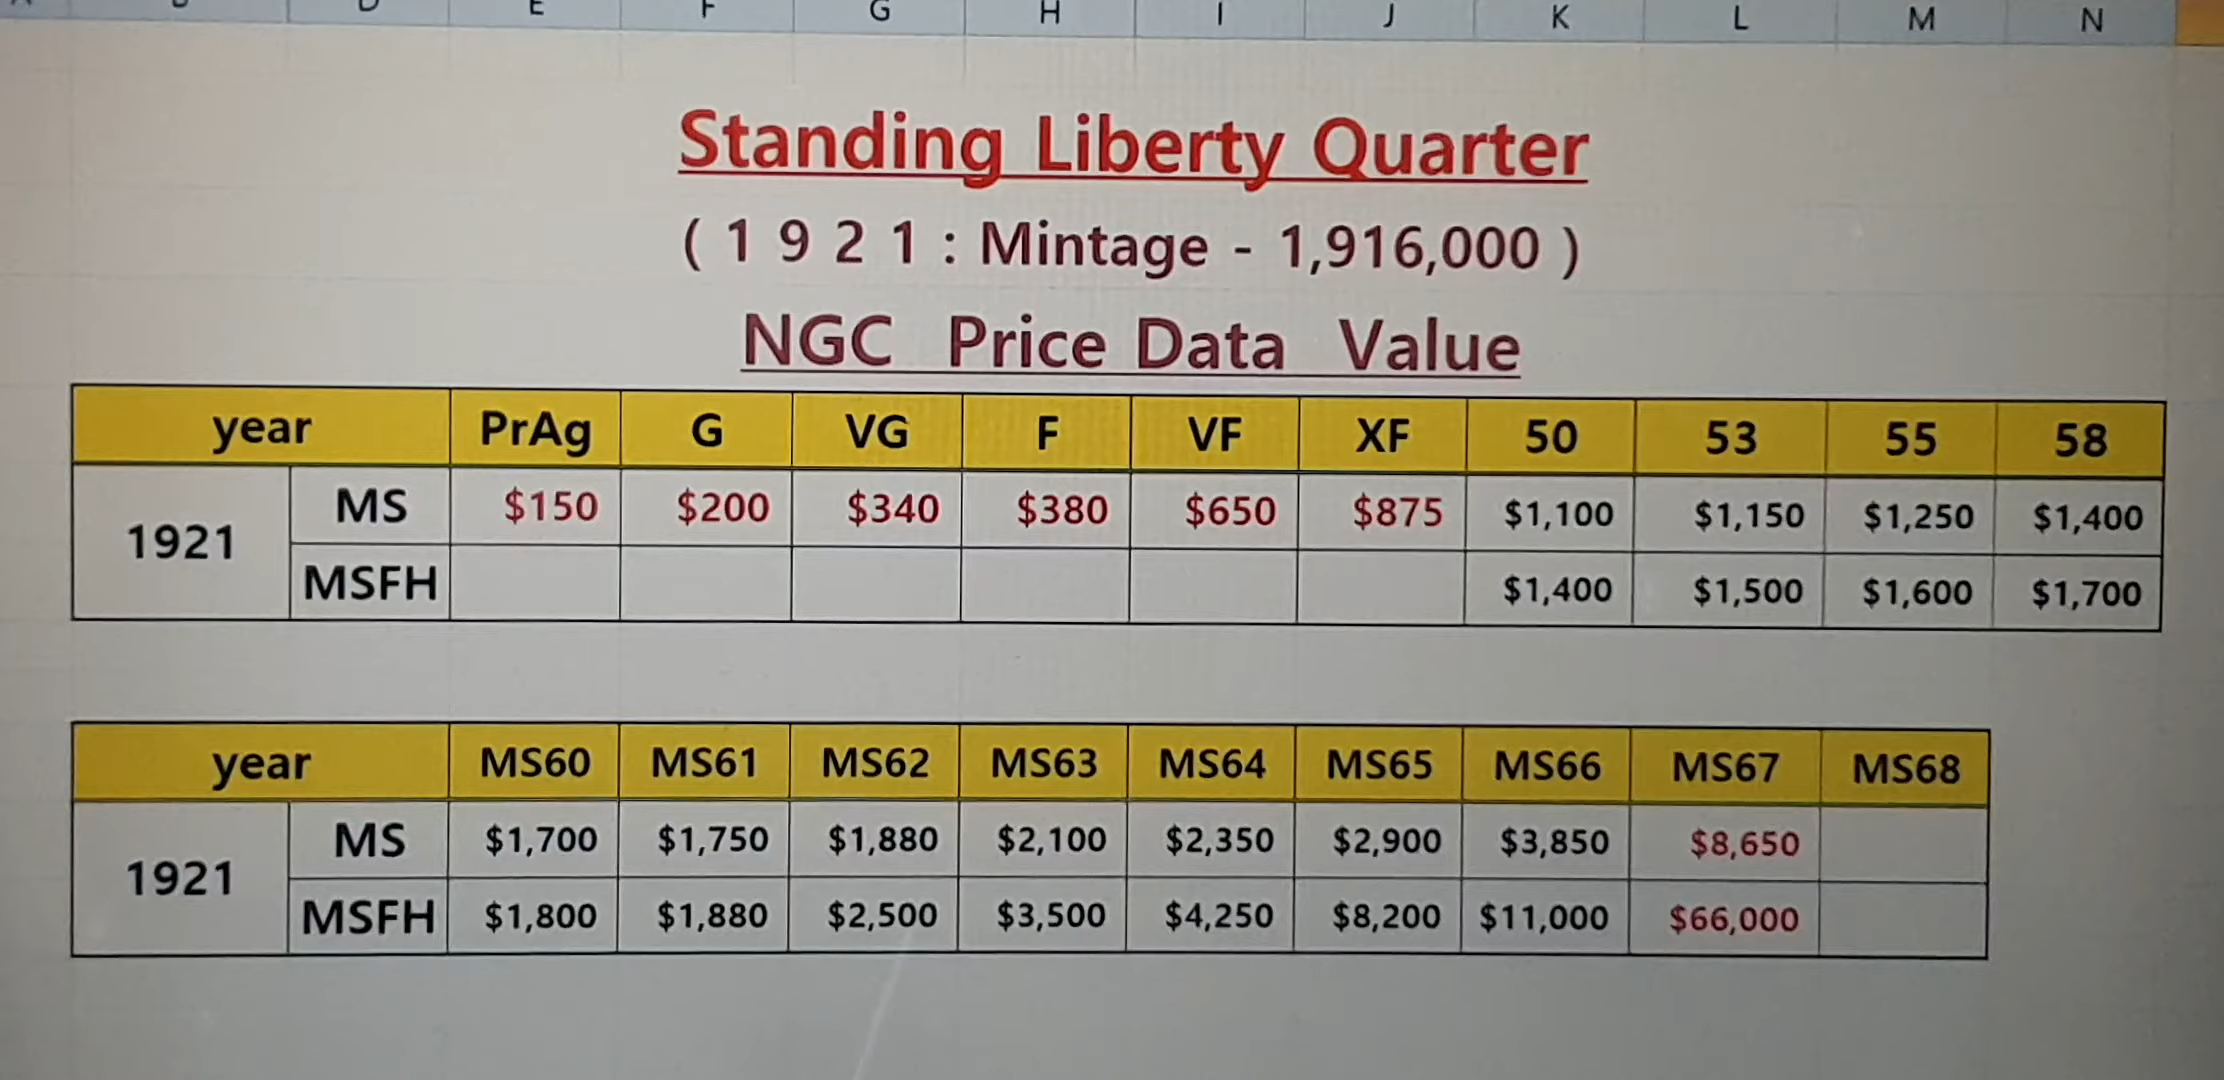 E F G H I J K L M N
Standing Liberty Quarter
( 1 9 2 1 : Mintage - 1,916,000 )
NGC Price Data Value
year PrAg G VG F VF XF 50 53 55 58
1921
MS $150 $200 $340 $380 $650 $875 $1,100 $1,150 $1,250 $1,400
MSFH $1,400 $1,500 $1,600 $1,700
year MS60 MS61 MS62 MS63 MS64 MS65 MS66 MS67 MS68
1921
MS $1,700 $1,750 $1,880 $2,100 $2,350 $2,900 $3,850 $8,650
MSFH $1,800 $1,880 $2,500 $3,500 $4,250 $8,200 $11,000 $66,000